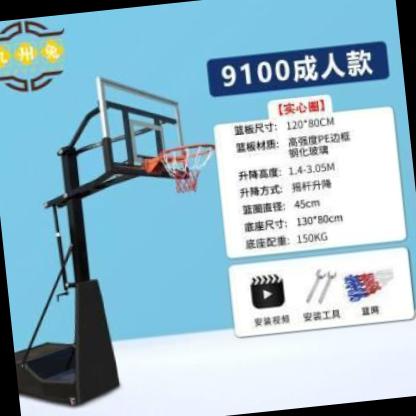 9100成人款
【实心圈】
篮板尺寸: 120*80CM
篮板材质: 高强度PE边框
钢化玻璃
升降高度: 1.4-3.05M
升降方式: 摇杆升降
篮圈直径: 45cm
底座尺寸: 130*80cm
底座配重: 150KG
安装视频
安装工具
篮网